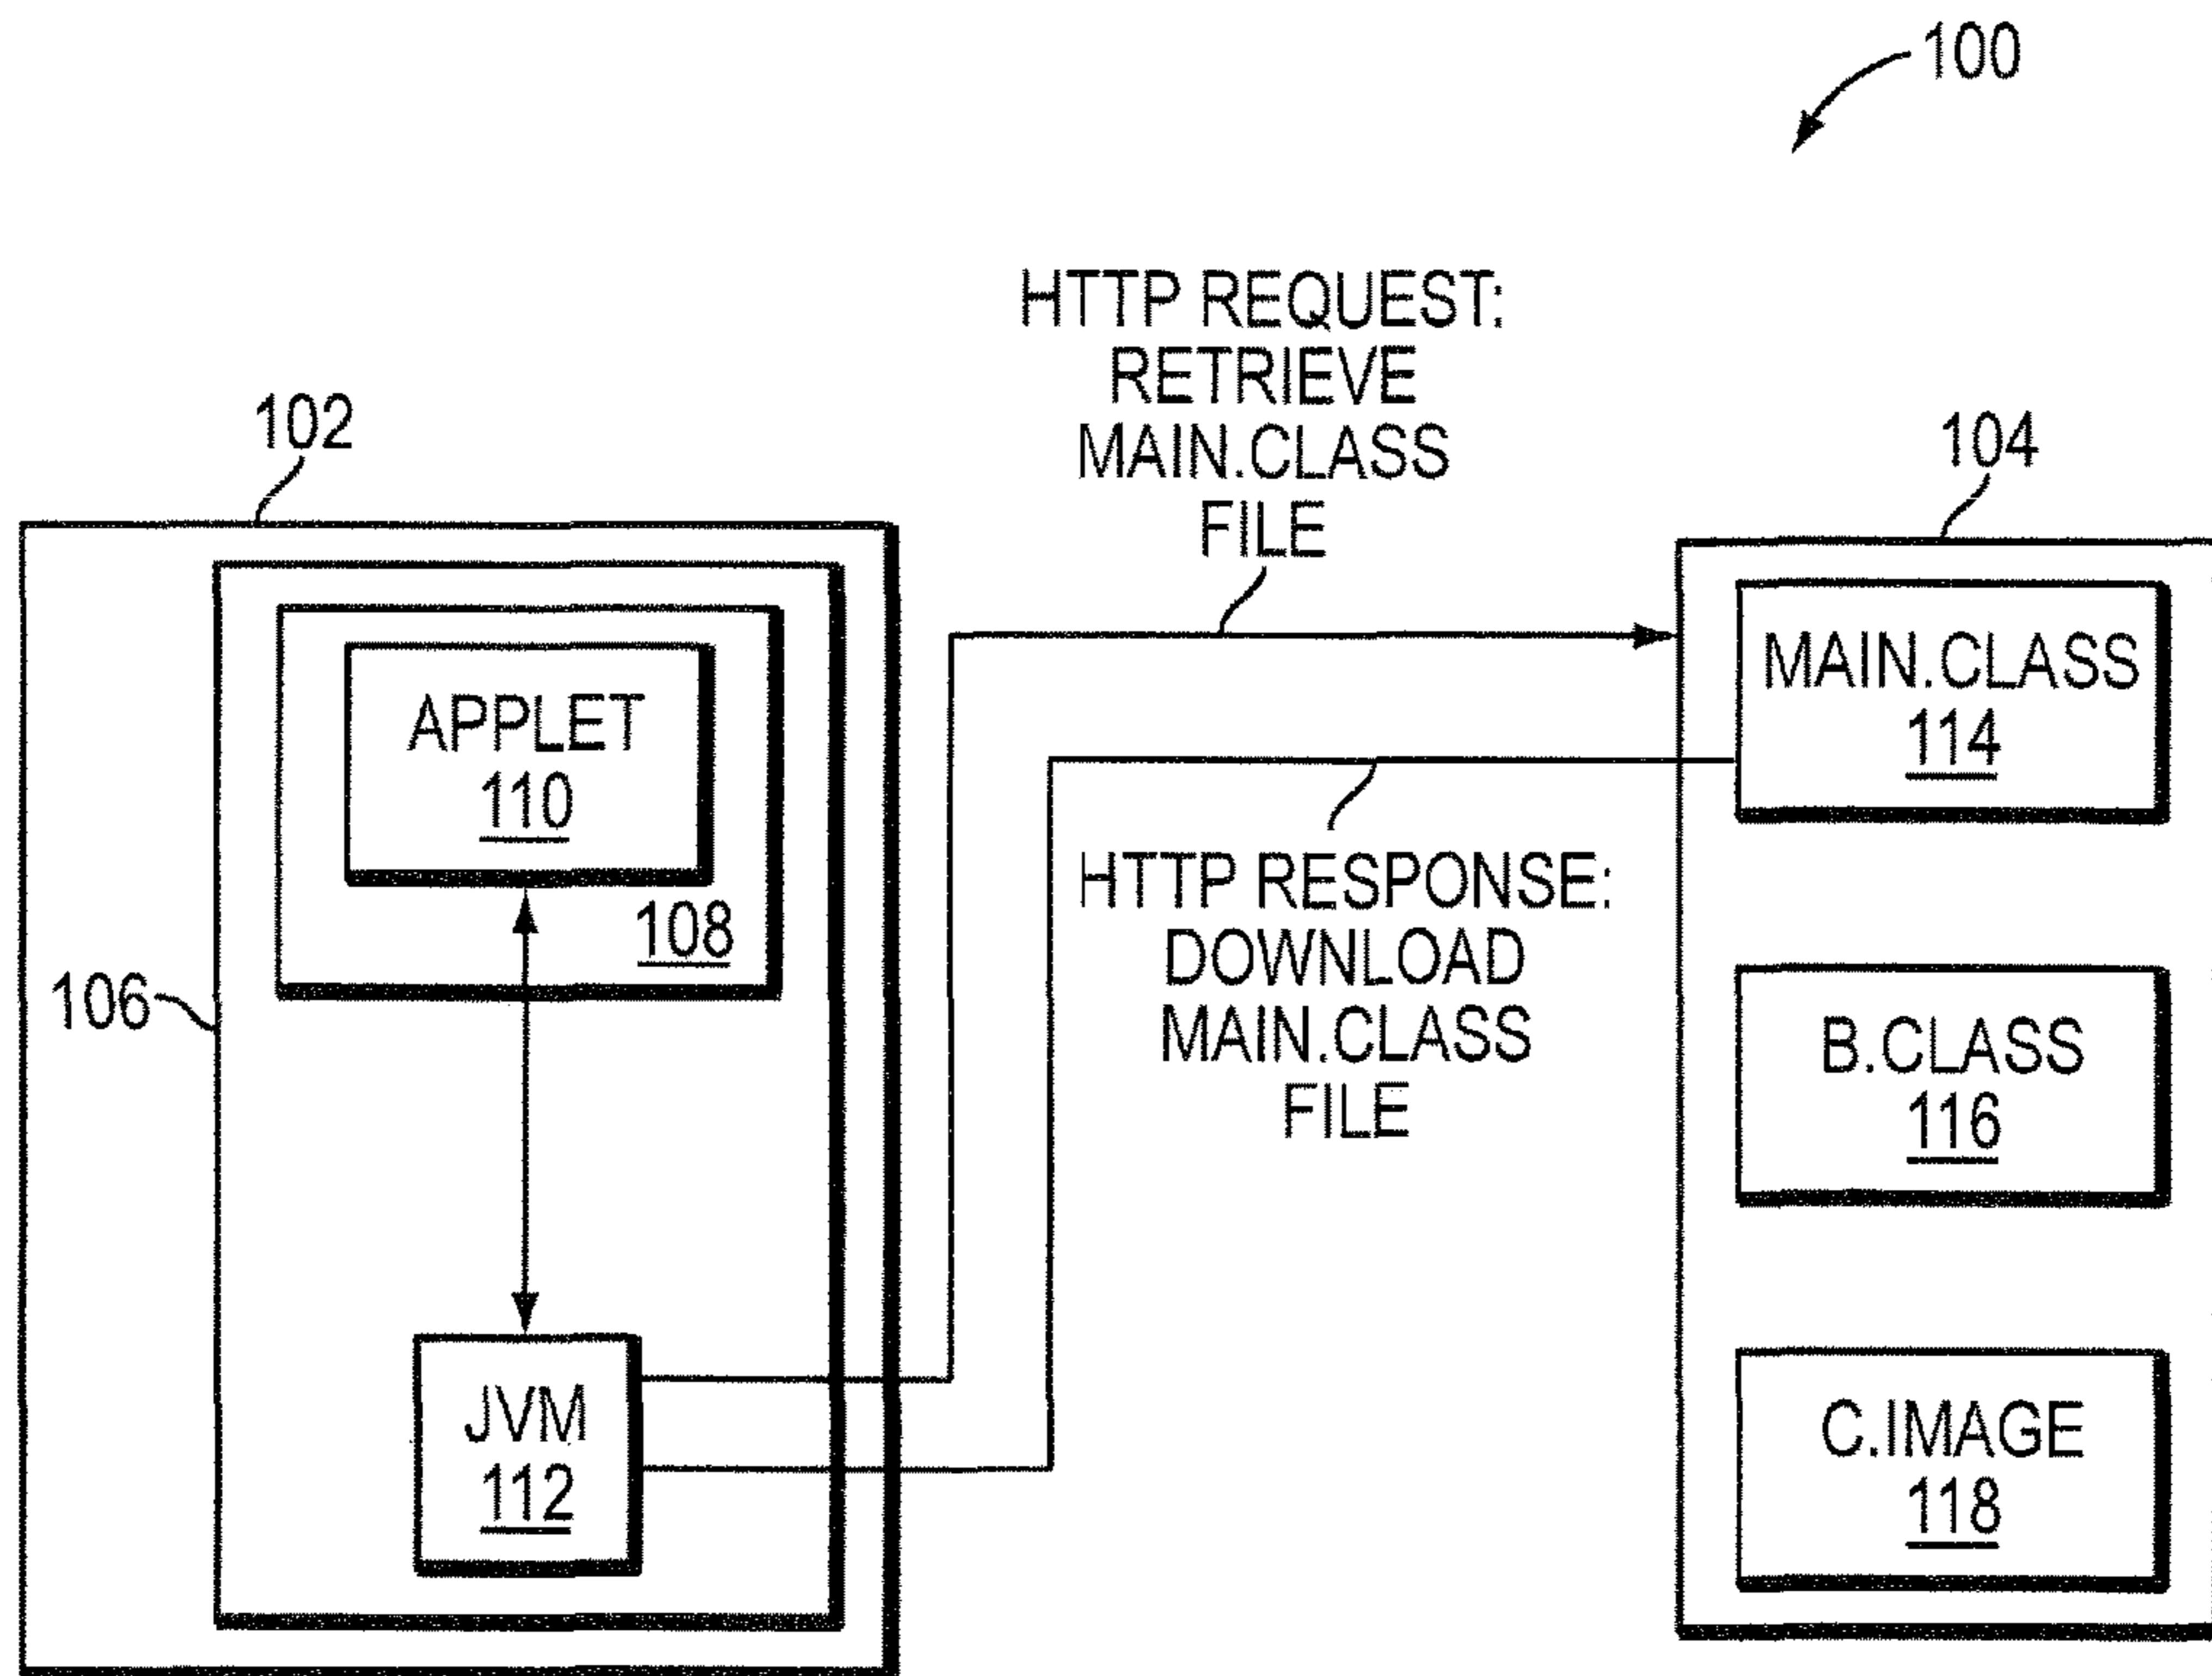 100
HTTP REQUEST:
RETRIEVE
MAIN.CLASS
FILE
102
104
APPLET
110
108
106
MAIN.CLASS
114
HTTP RESPONSE:
DOWNLOAD
MAIN.CLASS
FILE
B.CLASS
116
JVM
112
C.IMAGE
118